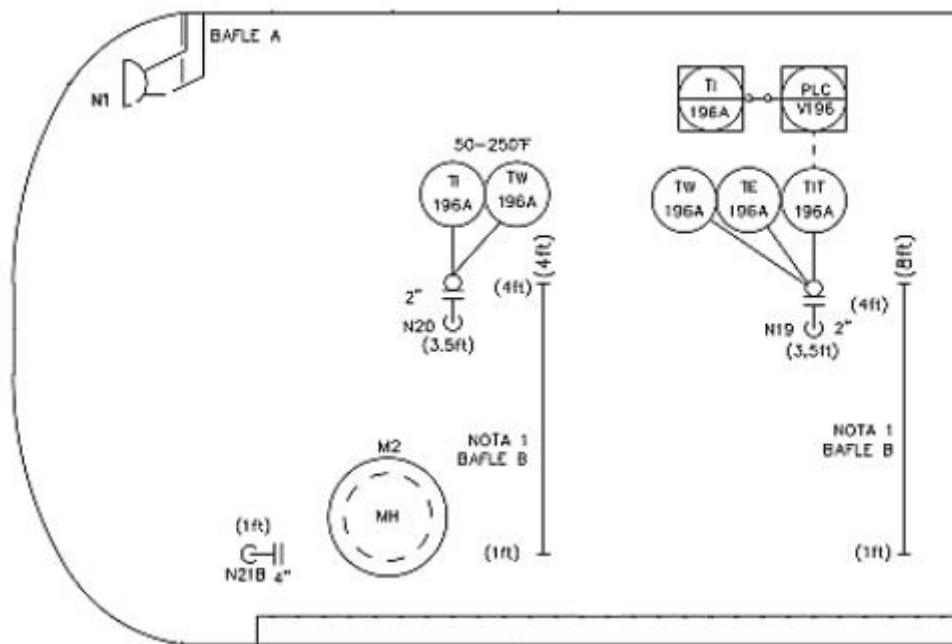 BAFLE A
N1
TI
196A
PLC
V196
50-250°F
TI
196A
TW
196A
TW
196A
TE
196A
TIT
196A
(4ft)
(8ft)
2"
(4ft)
N20
(3.5ft)
(4ft)
N19 2"
(3.5ft)
NOTA 1
BAFLE B
NOTA 1
BAFLE B
M2
MH
(1ft)
N21B 4"
(1ft)
(1ft)